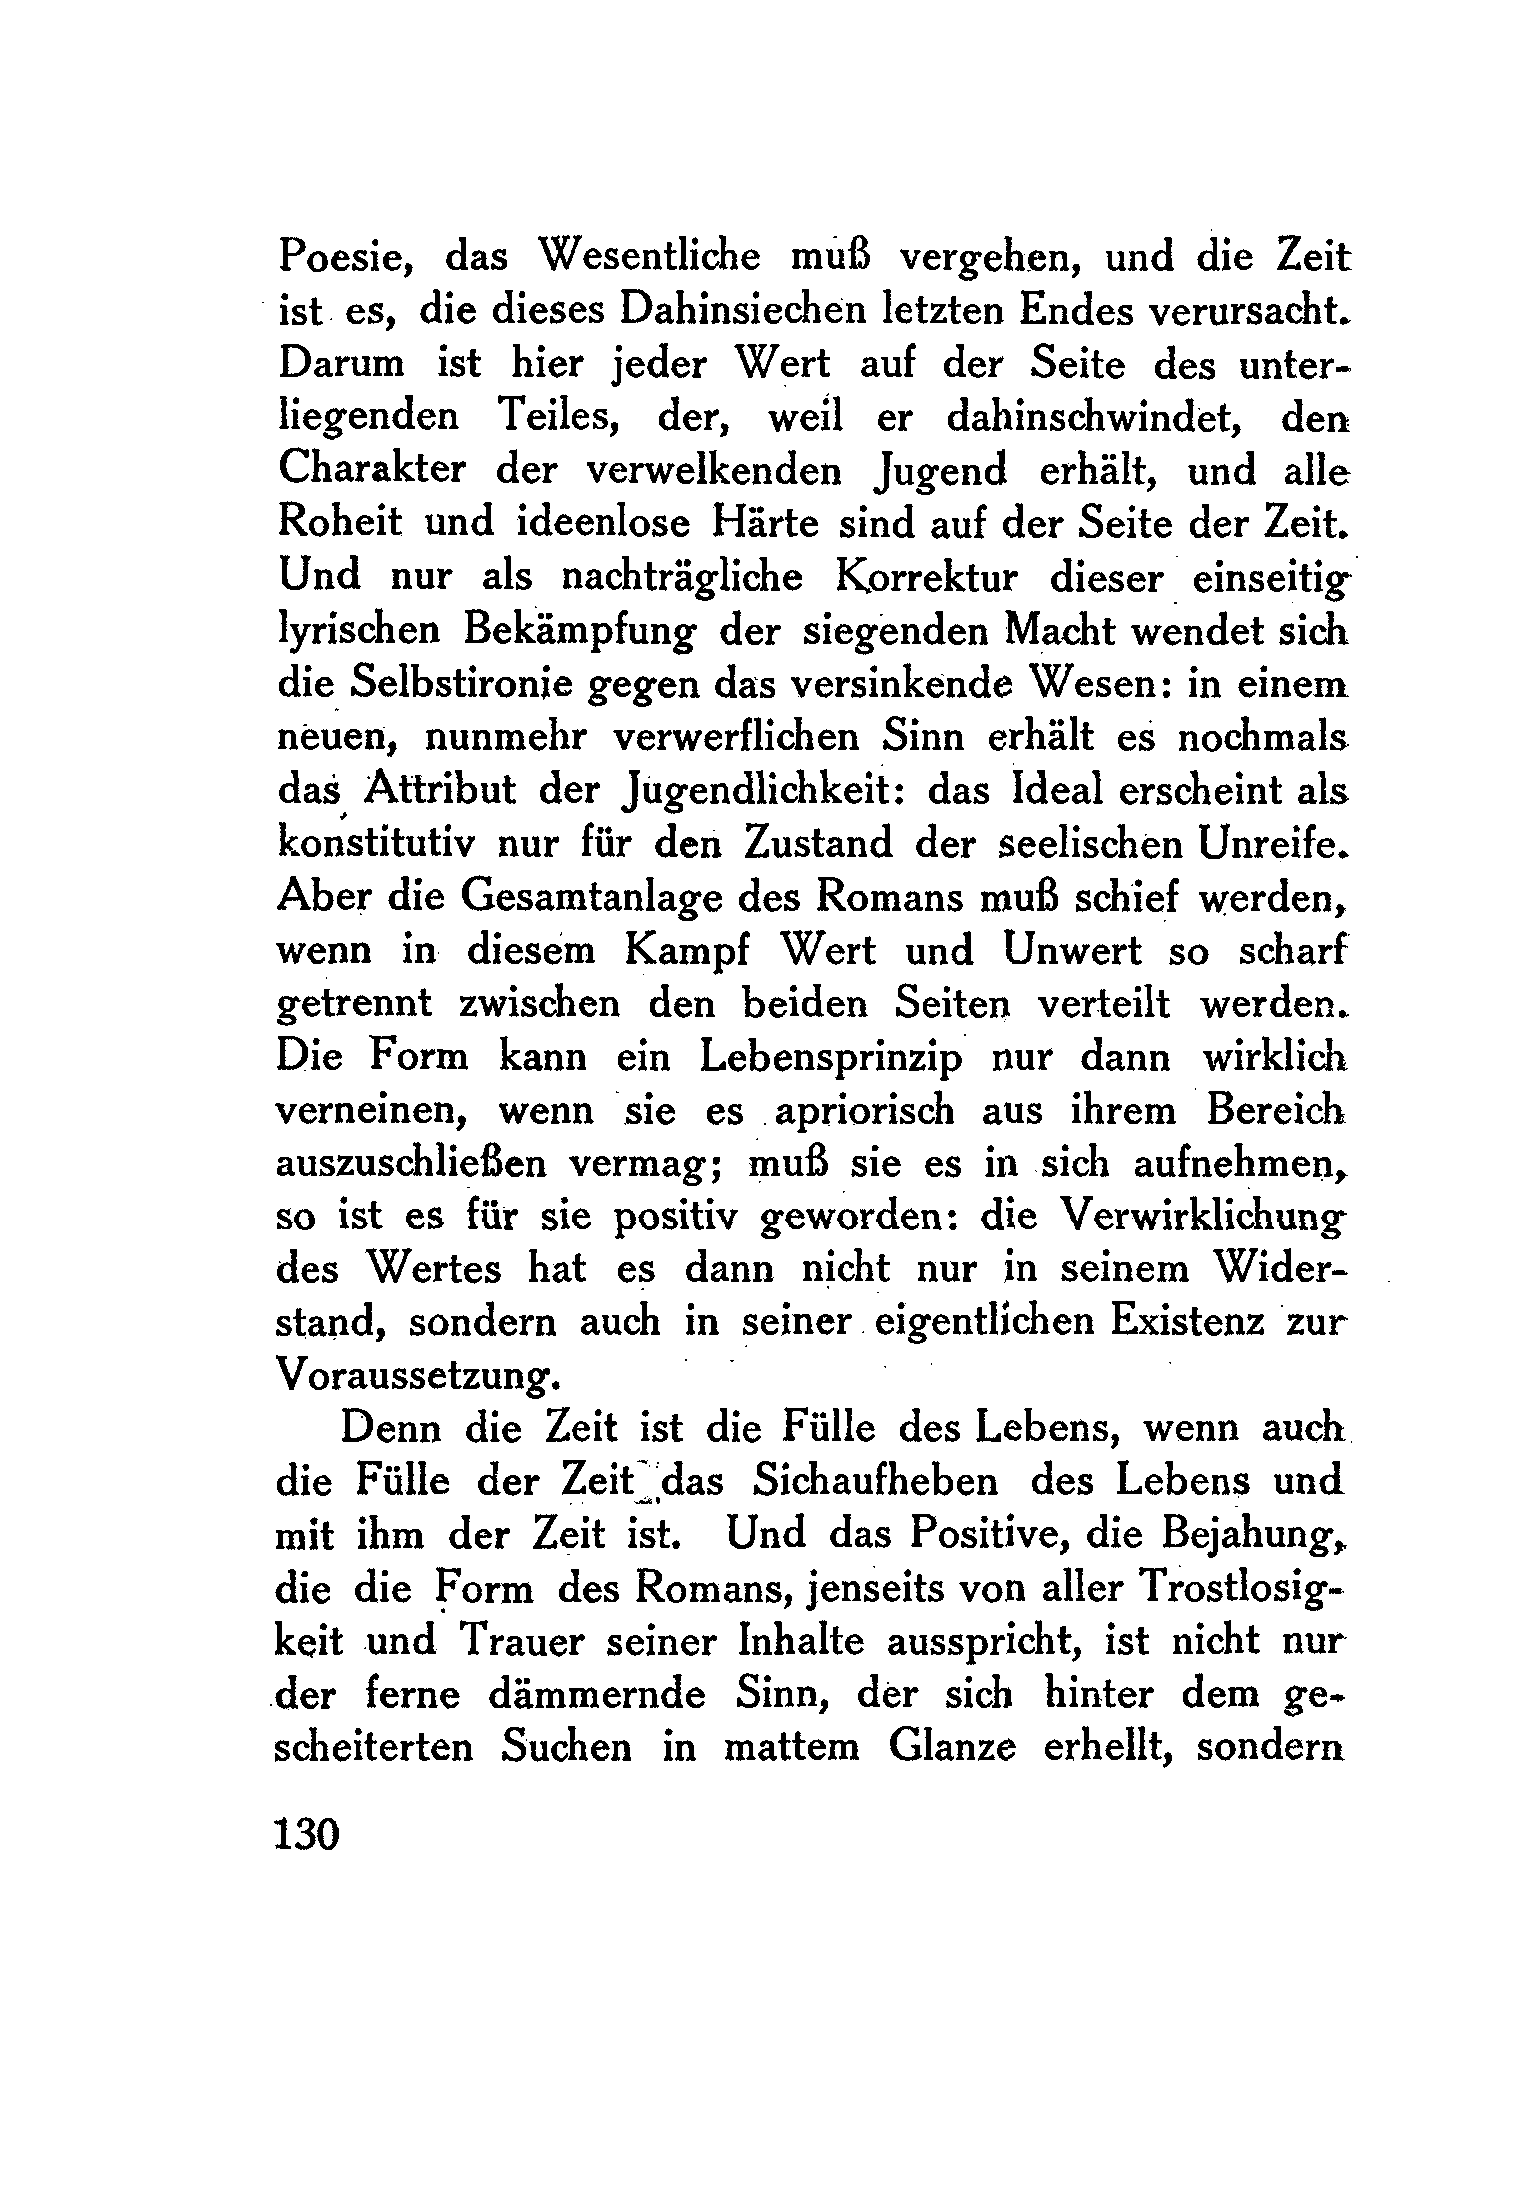 Poesie, das Wesentliche muß vergehen, und die Zeit
ist es, die dieses Dahinsiechen letzten Endes verursacht.
Darum ist hier jeder Wert auf der Seite des unter-
liegenden Teiles, der, weil er dahinschwindet, den
Charakter der verwelkenden Jugend erhält, und alle
Roheit und ideenlose Härte sind auf der Seite der Zeit.
Und nur als nachträgliche Korrektur dieser einseitig
lyrischen Bekämpfung der siegenden Macht wendet sich
die Selbstironie gegen das versinkende Wesen: in einem
neuen, nunmehr verwerflichen Sinn erhält es nochmals
das Attribut der Jugendlichkeit: das Ideal erscheint als
konstitutiv nur für den Zustand der seelischen Unreife.
Aber die Gesamtanlage des Romans muß schief werden,
wenn in diesem Kampf Wert und Unwert so scharf
getrennt zwischen den beiden Seiten verteilt werden.
Die Form kann ein Lebensprinzip nur dann wirklich
verneinen, wenn sie es apriorisch aus ihrem Bereich
auszuschließen vermag; muß sie es in sich aufnehmen,
so ist es für sie positiv geworden: die Verwirklichung
des Wertes hat es dann nicht nur in seinem Wider-
stand, sondern auch in seiner eigentlichen Existenz zur
Voraussetzung.
Denn die Zeit ist die Fülle des Lebens, wenn auch
die Fülle der Zeit das Sichaufheben des Lebens und
mit ihm der Zeit ist. Und das Positive, die Bejahung,
die die Form des Romans, jenseits von aller Trostlosig-
keit und Trauer seiner Inhalte ausspricht, ist nicht nur
der ferne dämmernde Sinn, der sich hinter dem ge-
scheiterten Suchen in mattem Glanze erhellt, sondern
130